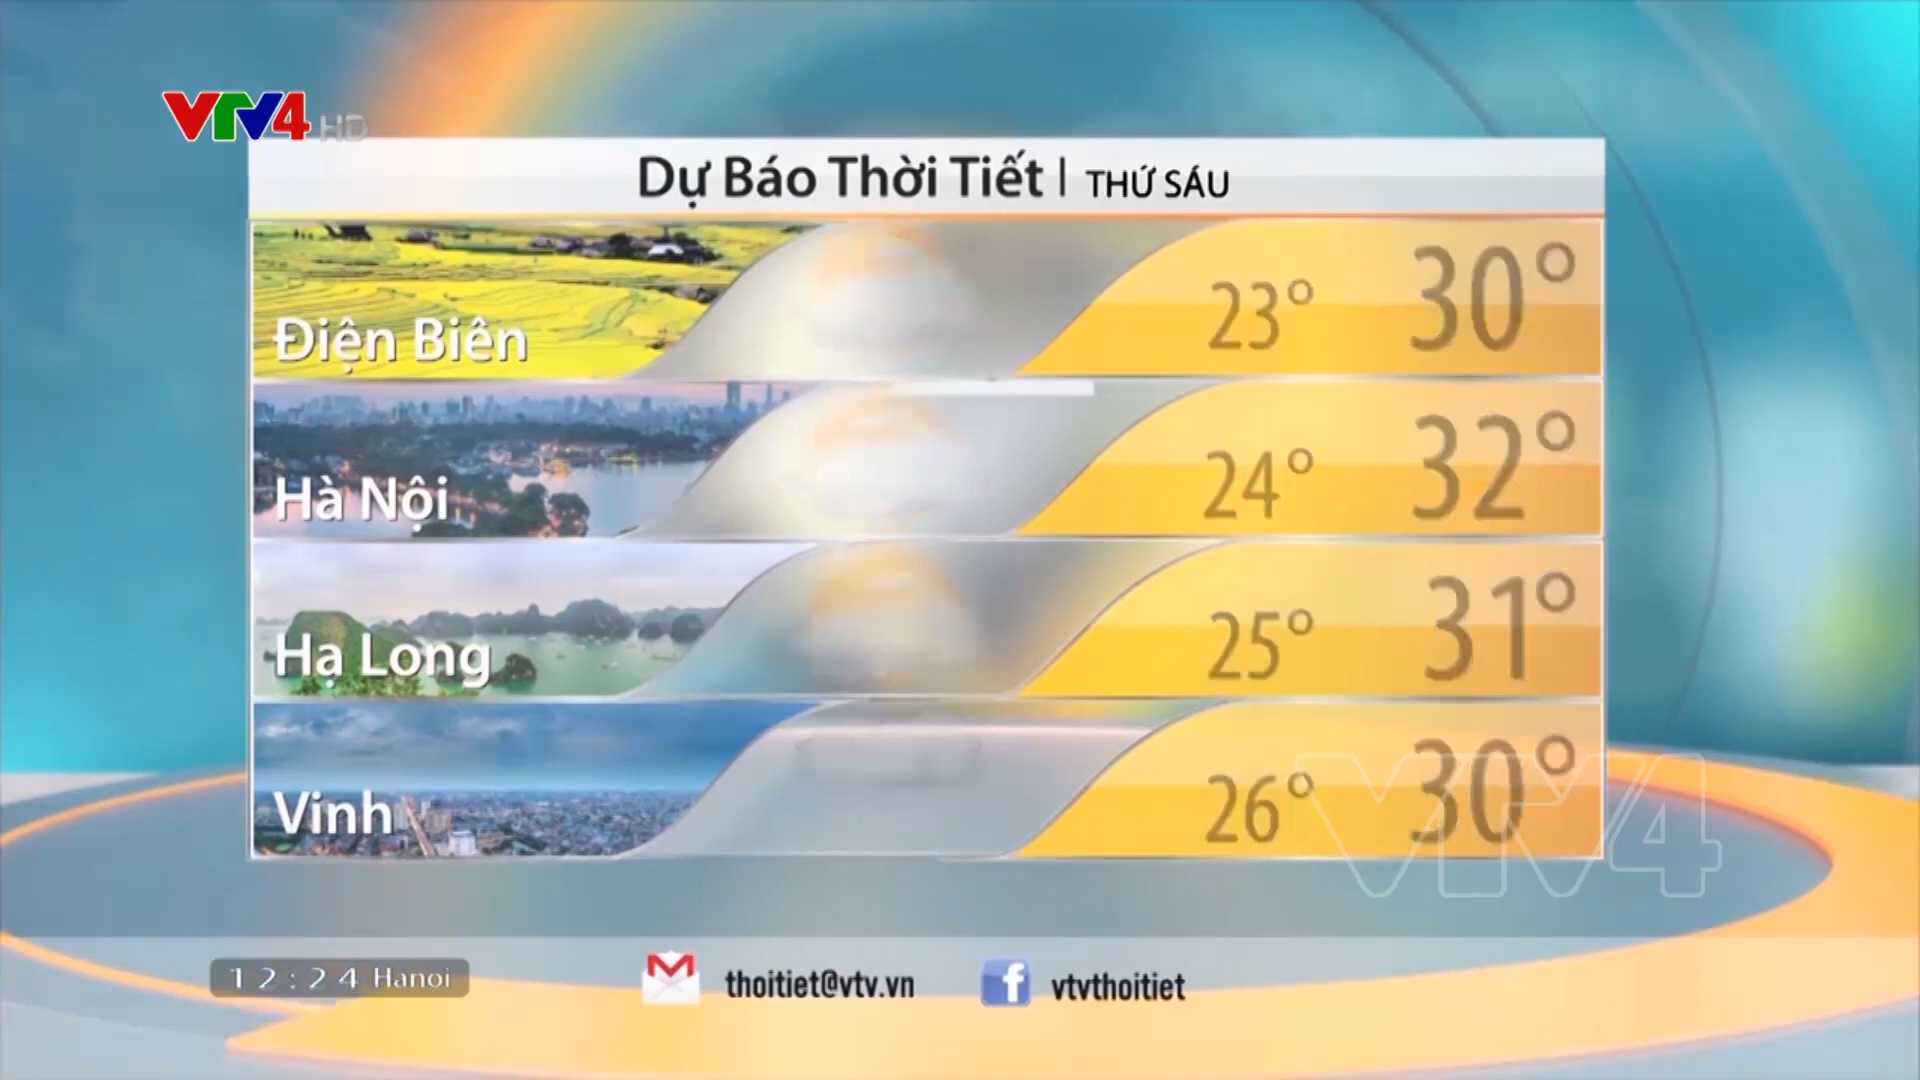 VTV4 HD
Dự Báo Thời Tiết | THỨ SÁU
Điện Biên 23° 30°
Hà Nội 24° 32°
Hạ Long 25° 31°
Vinh 26° 30°
VTV4
12:24 Hanoi
thoitiet@vtv.vn
vtvthoitiet